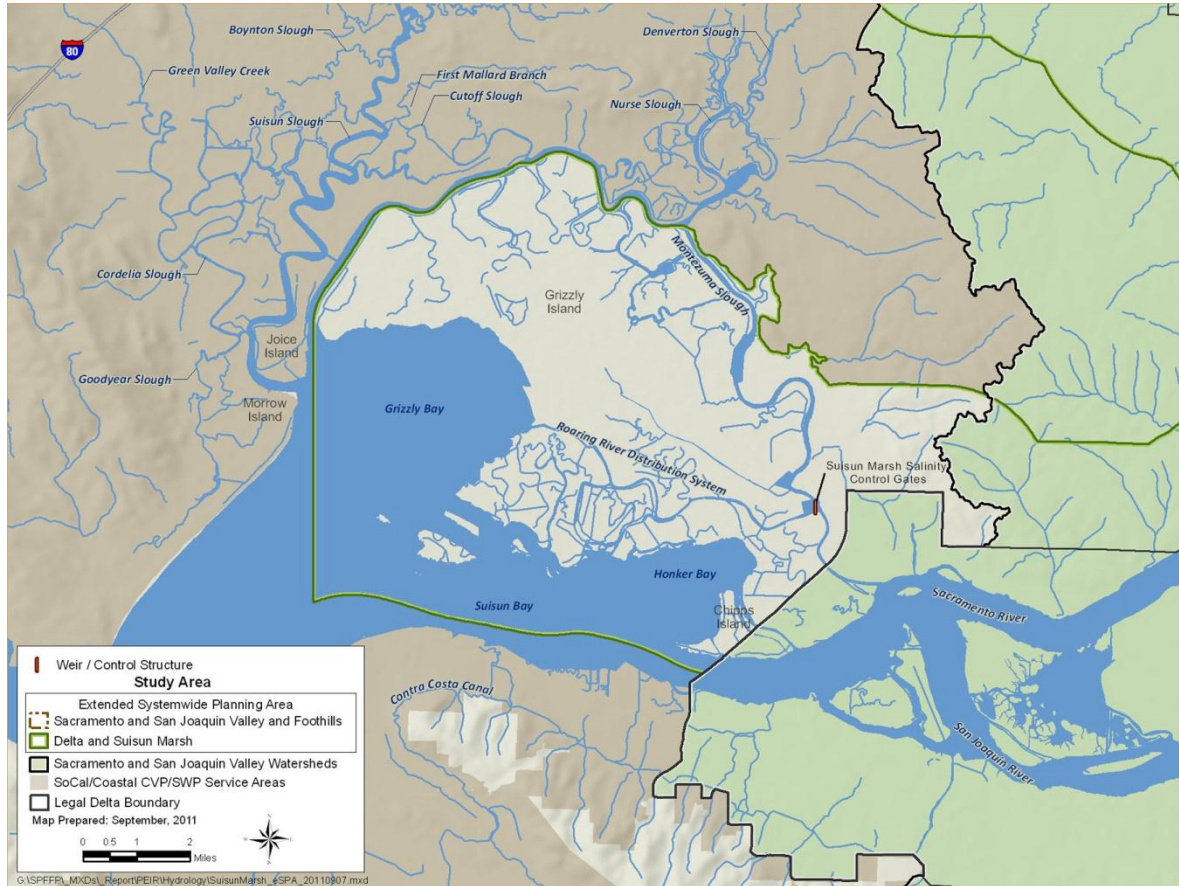 Boynton Slough
Denverton Slough
80
Green Valley Creek
First Mallard Branch
Cutoff Slough
Nurse Slough
Suisun Slough
Montezuma Slough
Cordelia Slough
Grizzly
Island
Joice
Island
Goodyear Slough
Morrow
Island
Grizzly Bay
Roaring River Distribution System
Suisun Marsh Salinity
Control Gates
Honker Bay
Sacramento River
Suisun Bay
Chipps
Island
Contra Costa Canal
San Joaquin River
Weir / Control Structure
Study Area
Extended Systemwide Planning Area
Sacramento and San Joaquin Valley and Foothills
Delta and Suisun Marsh
Sacramento and San Joaquin Valley Watersheds
SoCal/Coastal CVP/SWP Service Areas
Legal Delta Boundary
Map Prepared: September, 2011
0 0.5 1 2
Miles
G:\SPFFP\_MXDs\_Report\PEIR\Hydrology\SuisunMarsh_eSPA_20110907.mxd